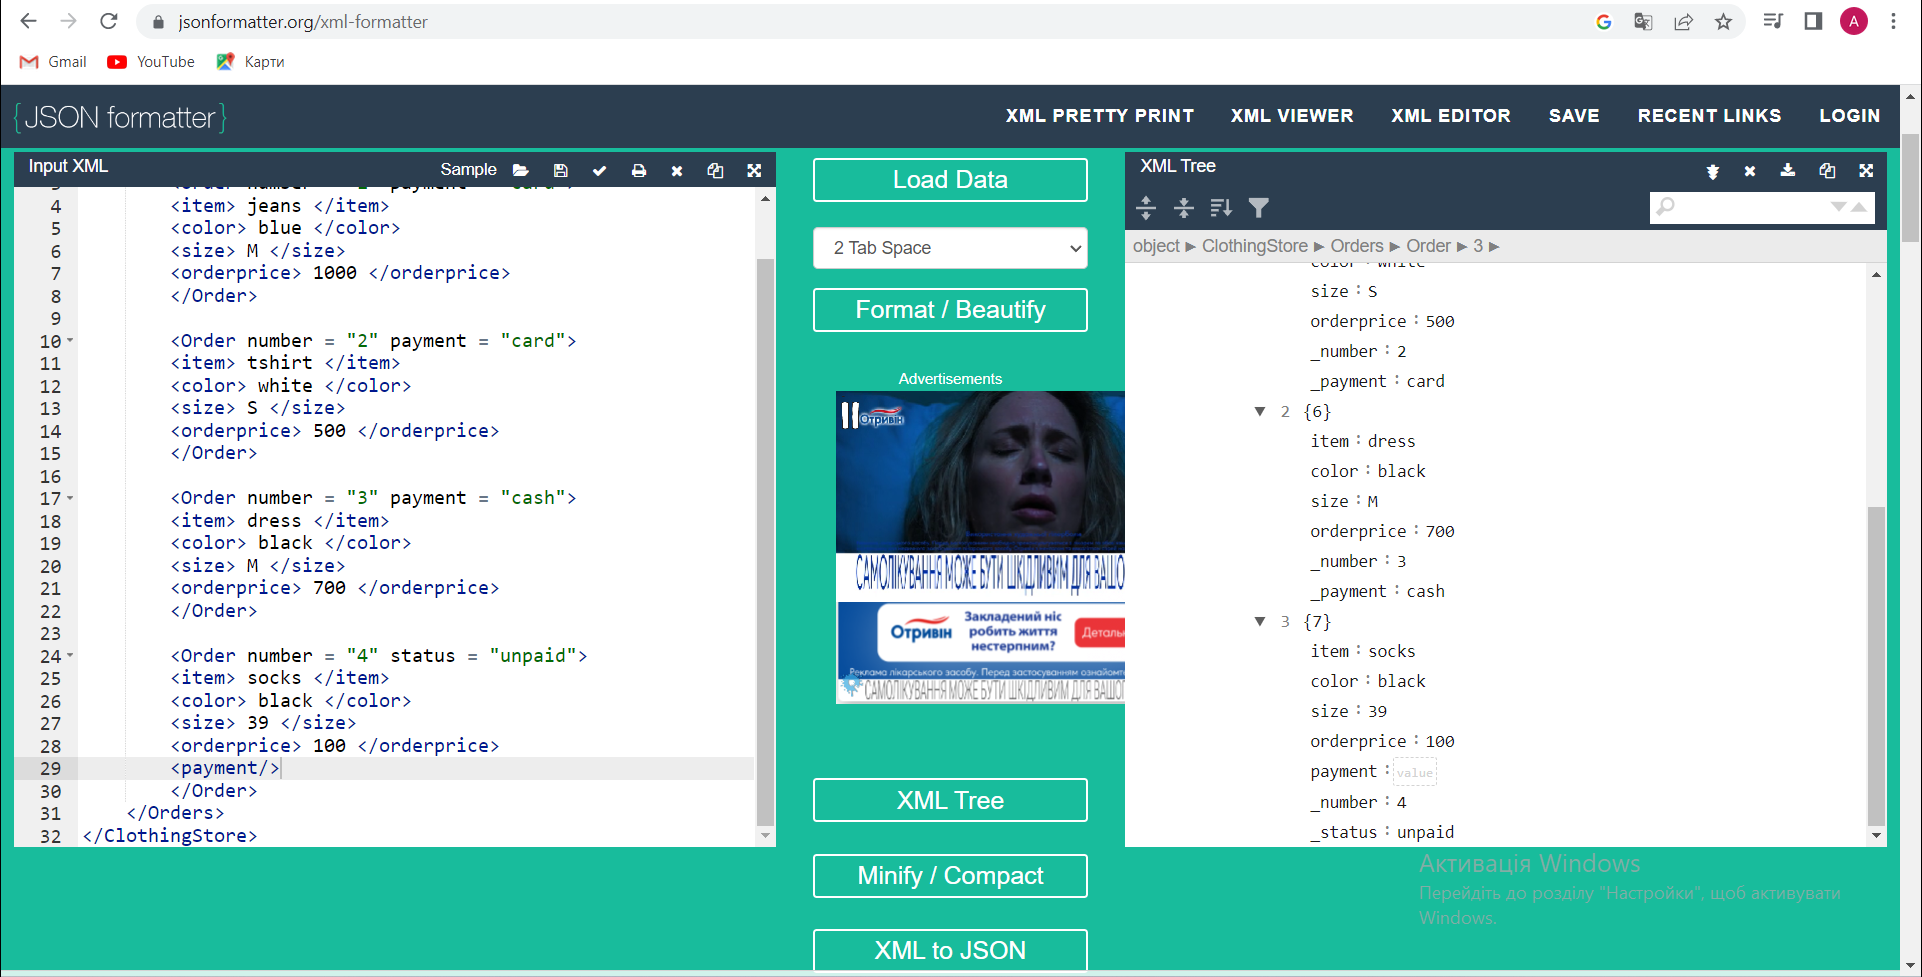 jsonformatter.org/xml-formatter
A
Gmail YouTube Карти
{JSON formatter}
XML PRETTY PRINT XML VIEWER XML EDITOR SAVE RECENT LINKS LOGIN
Input XML
Sample
4 <item> jeans </item>
5 <color> blue </color>
6 <size> M </size>
7 <orderprice> 1000 </orderprice>
8 </Order>
9
10 <Order number = "2" payment = "card">
11 <item> tshirt </item>
12 <color> white </color>
13 <size> S </size>
14 <orderprice> 500 </orderprice>
15 </Order>
16
17 <Order number = "3" payment = "cash">
18 <item> dress </item>
19 <color> black </color>
20 <size> M </size>
21 <orderprice> 700 </orderprice>
22 </Order>
23
24 <Order number = "4" status = "unpaid">
25 <item> socks </item>
26 <color> black </color>
27 <size> 39 </size>
28 <orderprice> 100 </orderprice>
29 <payment/>
30 </Order>
31 </Orders>
32 </ClothingStore>
Load Data
2 Tab Space
Format / Beautify
Advertisements
Отривін
САМОЛІКУВАННЯ МОЖЕ БУТИ ШКІДЛИВИМ ДЛЯ ВАШО
Отривін
Закладений ніс
робить життя
нестерпним?
Деталь
Реклама лікарського засобу. Перед застосуванням ознайомт
САМОЛІКУВАННЯ МОЖЕ БУТИ ШКІДЛИВИМ ДЛЯ ВАШОГ
XML Tree
Minify / Compact
XML to JSON
XML Tree
object ▶ ClothingStore ▶ Orders ▶ Order ▶ 3 ▶
color : white
size : S
orderprice : 500
_number : 2
_payment : card
▼ 2 {6}
item : dress
color : black
size : M
orderprice : 700
_number : 3
_payment : cash
▼ 3 {7}
item : socks
color : black
size : 39
orderprice : 100
payment : value
_number : 4
_status : unpaid
Активація Windows
Перейдіть до розділу "Настройки", щоб активувати
Windows.